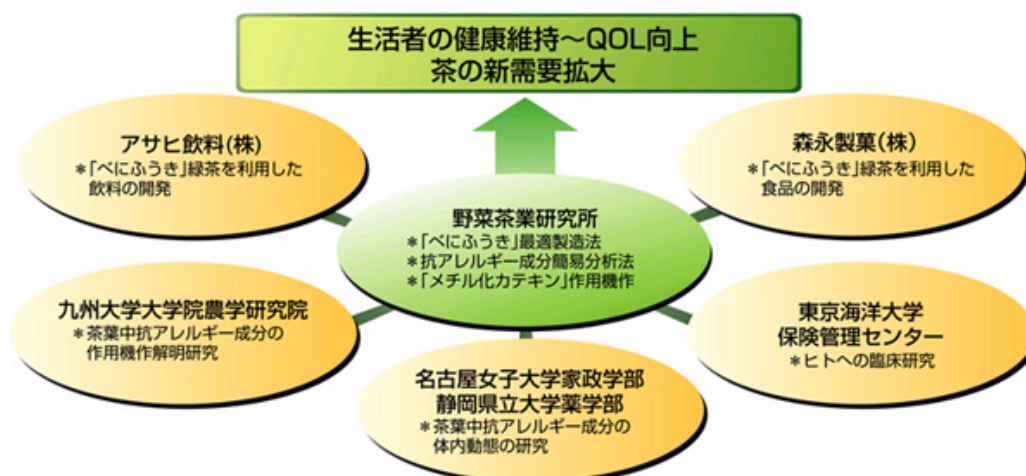 生活者の健康維持～QOL向上
茶の新需要拡大
アサヒ飲料(株)
＊「べにふうき」緑茶を利用した
飲料の開発
森永製菓(株)
＊「べにふうき」緑茶を利用した
食品の開発
野菜茶業研究所
＊「べにふうき」最適製造法
＊抗アレルギー成分簡易分析法
＊「メチル化カテキン」作用機作
九州大学大学院農学研究院
＊茶葉中抗アレルギー成分の
作用機作解明研究
東京海洋大学
保険管理センター
＊ヒトへの臨床研究
名古屋女子大学家政学部
静岡県立大学薬学部
＊茶葉中抗アレルギー成分の
体内動態の研究